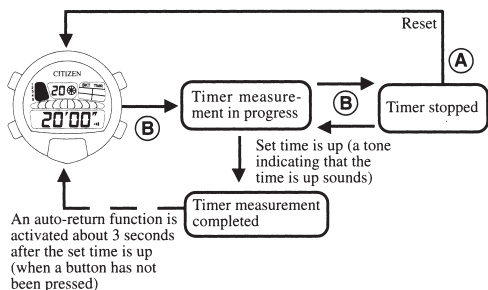 Reset
A
CITIZEN
20
20'00"
B
Timer measure-
ment in progress
B
Timer stopped
Set time is up (a tone
indicating that the
time is up sounds)
Timer measurement
completed
An auto-return function is
activated about 3 seconds
after the set time is up
(when a button has not
been pressed)